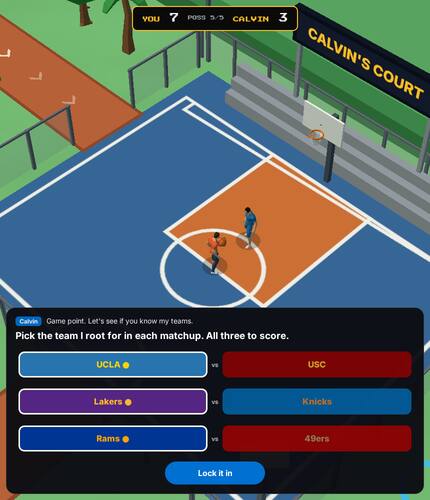 YOU 7 POSS 5/5 CALVIN 3
CALVIN'S COURT
Calvin Game point. Let's see if you know my teams.
Pick the team I root for in each matchup. All three to score.
UCLA vs USC
Lakers vs Knicks
Rams vs 49ers
Lock it in